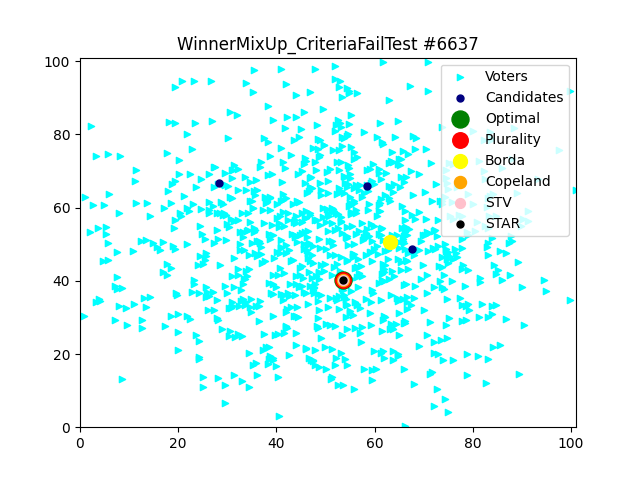 WinnerMixUp_CriteriaFailTest #6637
Voters
Candidates
Optimal
Plurality
Borda
Copeland
STV
STAR
100
80
60
40
20
0
0 20 40 60 80 100